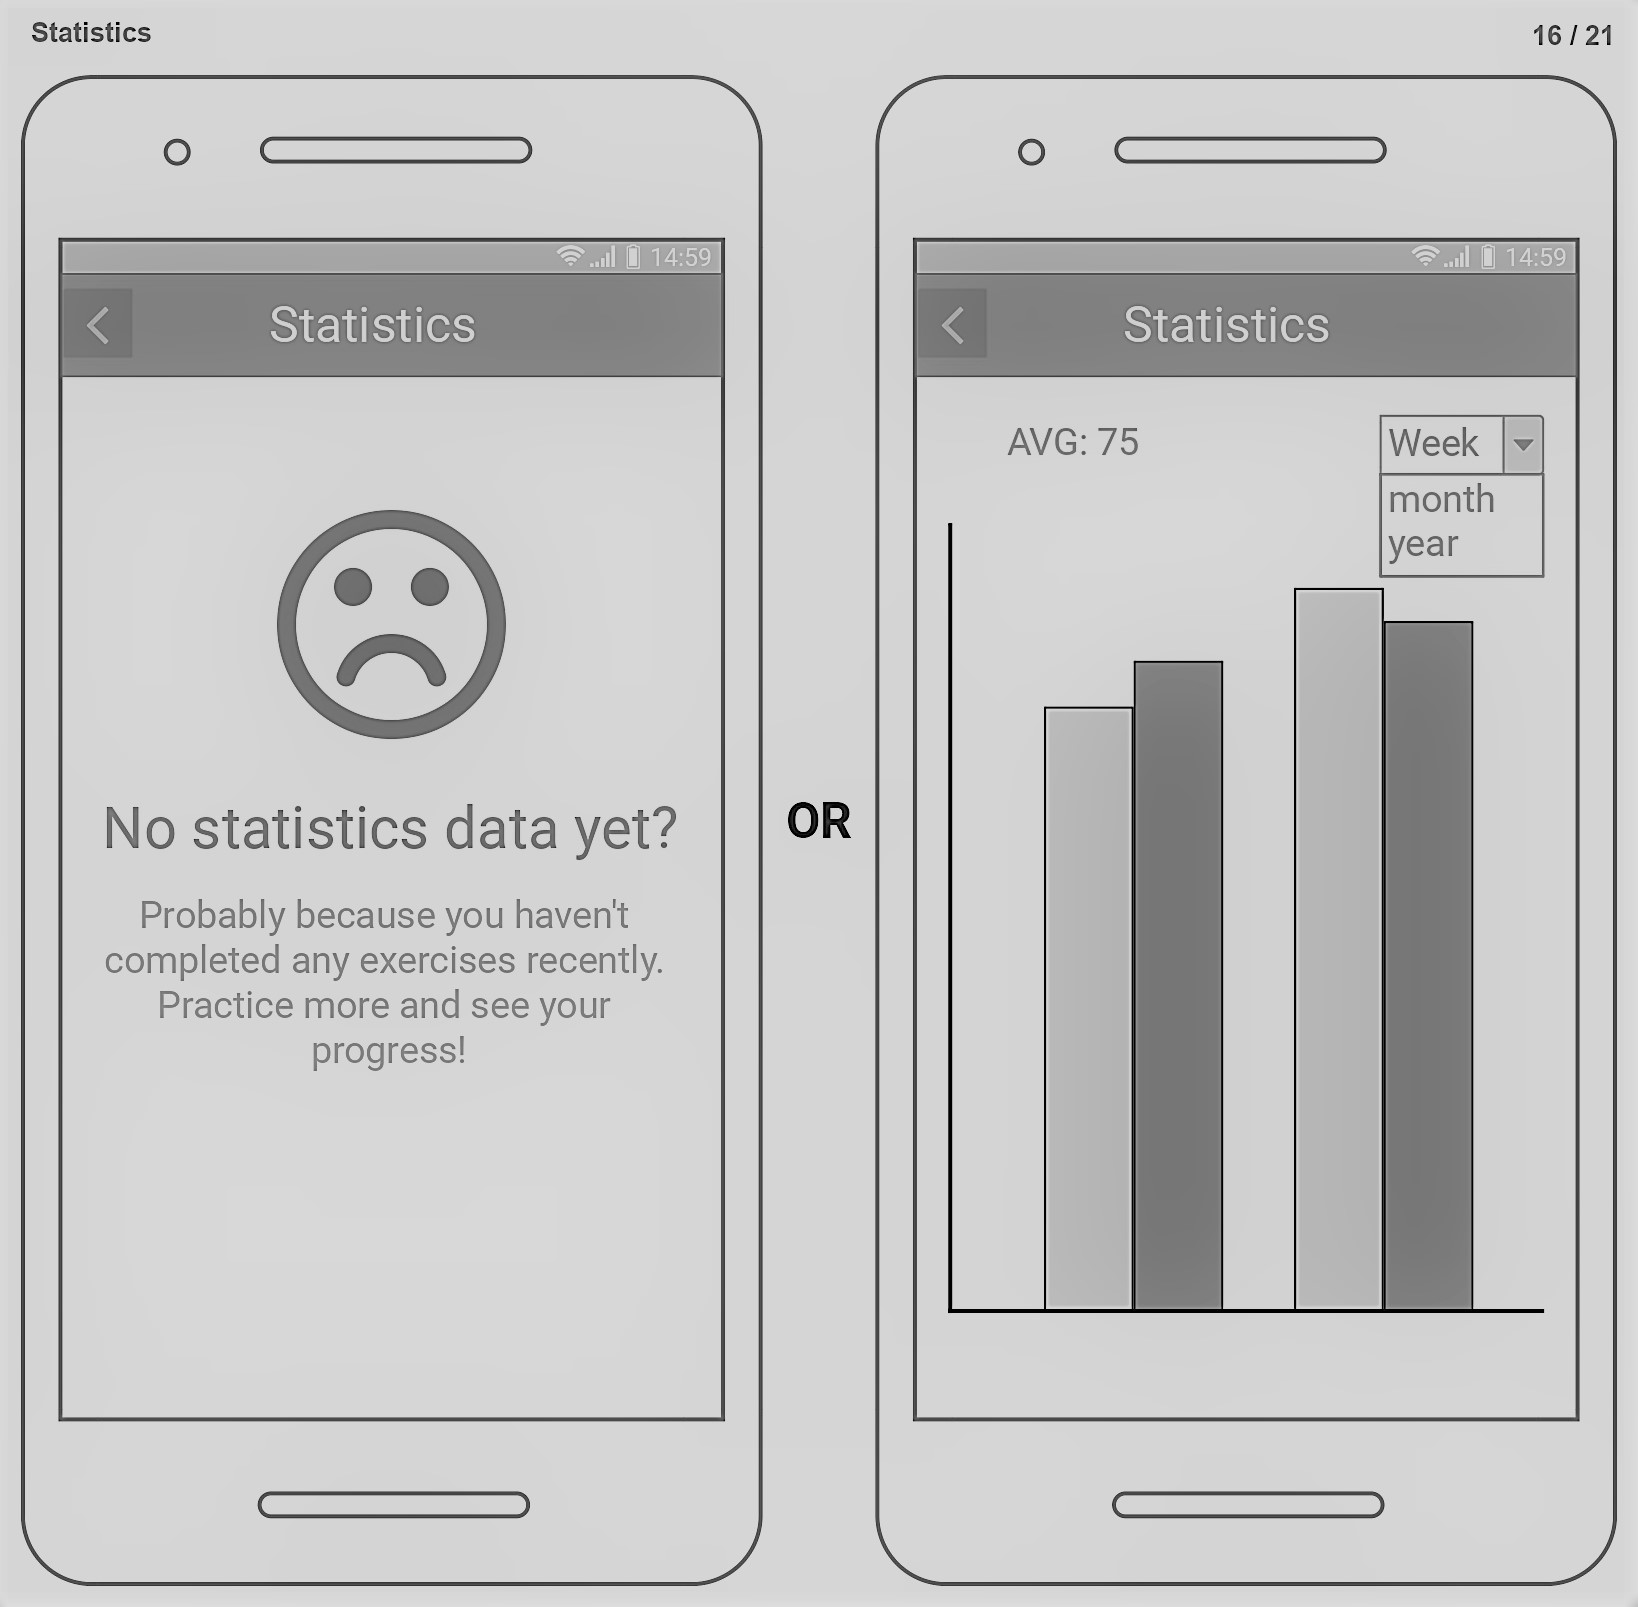 Statistics
16 / 21
14:59
Statistics
No statistics data yet?
Probably because you haven't
completed any exercises recently.
Practice more and see your
progress!
OR
14:59
Statistics
AVG: 75
Week
month
year